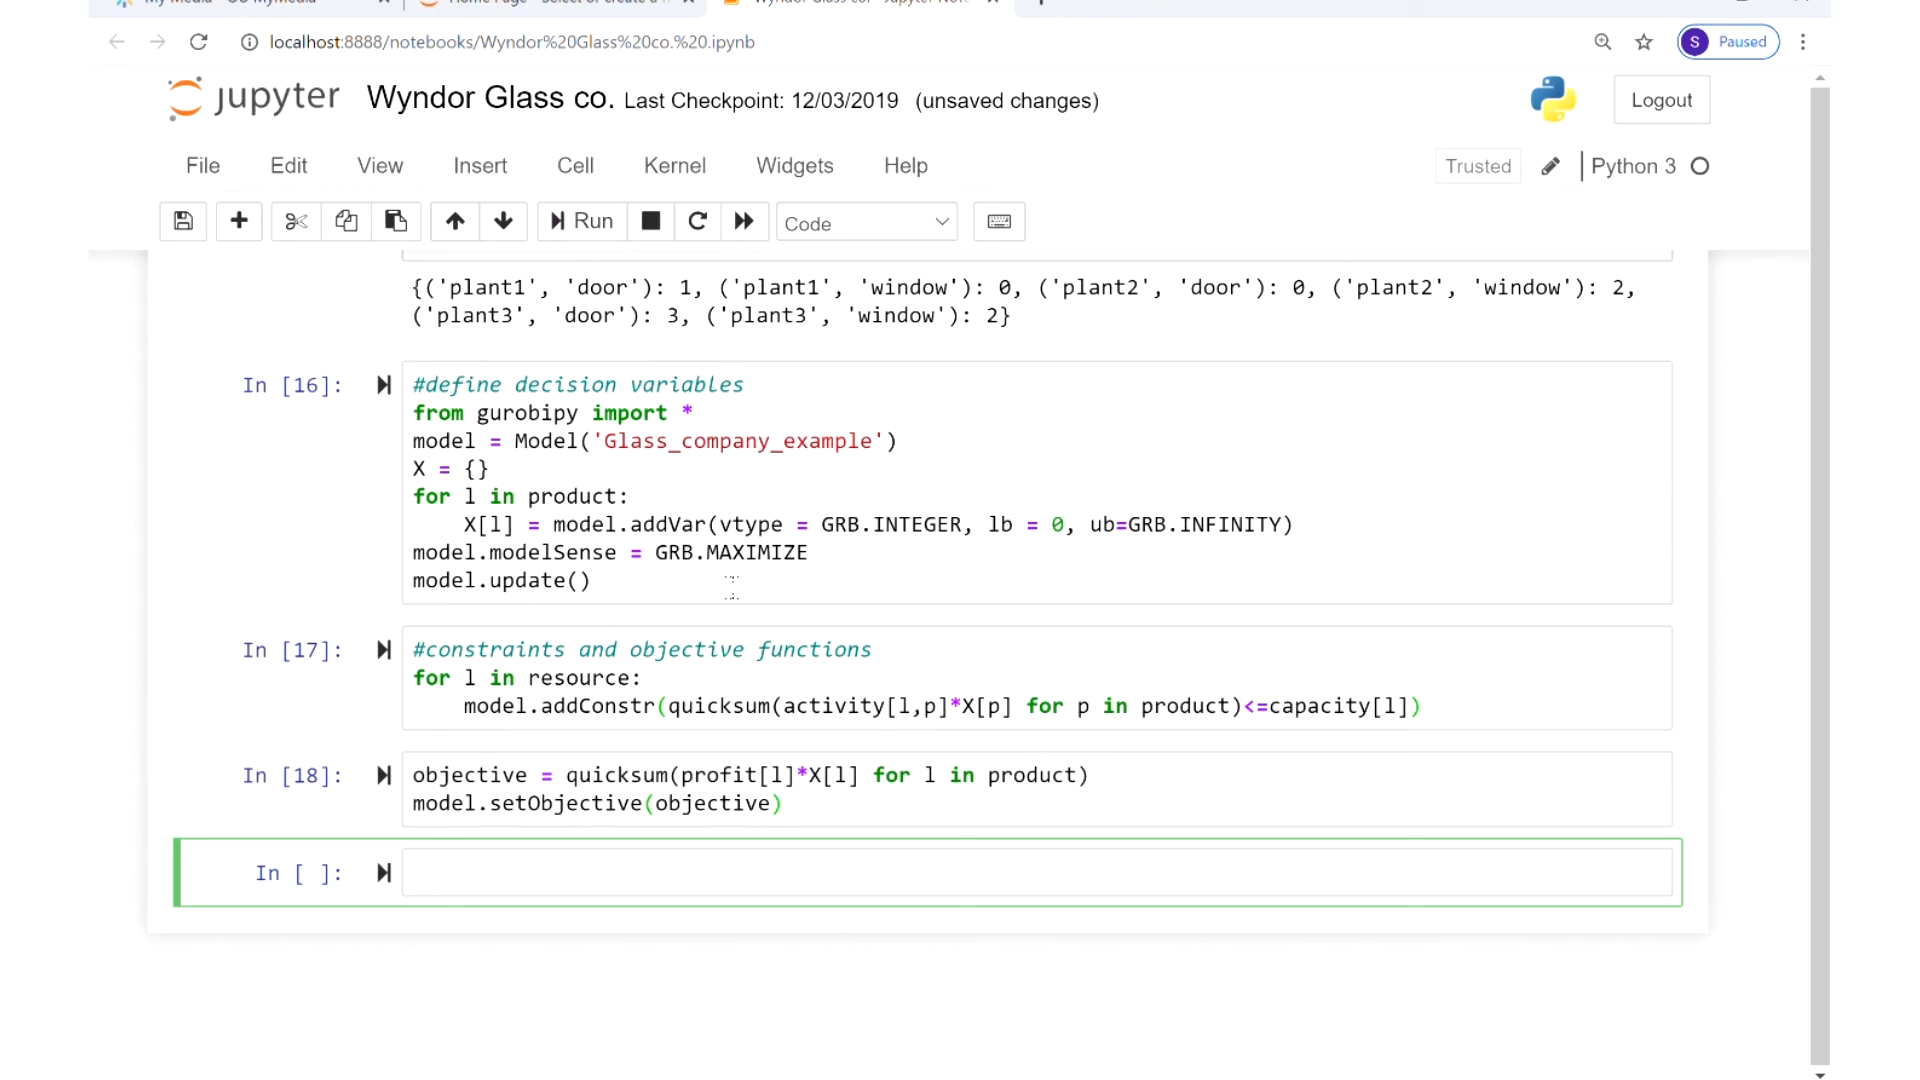 localhost:8888/notebooks/Wyndor%20Glass%20co.%20.ipynb
S Paused
jupyter Wyndor Glass co. Last Checkpoint: 12/03/2019 (unsaved changes)
Logout
File Edit View Insert Cell Kernel Widgets Help
Trusted Python 3
Run Code
{('plant1', 'door'): 1, ('plant1', 'window'): 0, ('plant2', 'door'): 0, ('plant2', 'window'): 2,
('plant3', 'door'): 3, ('plant3', 'window'): 2}
In [16]: #define decision variables
from gurobipy import *
model = Model('Glass_company_example')
X = {}
for l in product:
X[l] = model.addVar(vtype = GRB.INTEGER, lb = 0, ub=GRB.INFINITY)
model.modelSense = GRB.MAXIMIZE
model.update()
In [17]: #constraints and objective functions
for l in resource:
model.addConstr(quicksum(activity[l,p]*X[p] for p in product)<=capacity[l])
In [18]: objective = quicksum(profit[l]*X[l] for l in product)
model.setObjective(objective)
In [ ]: